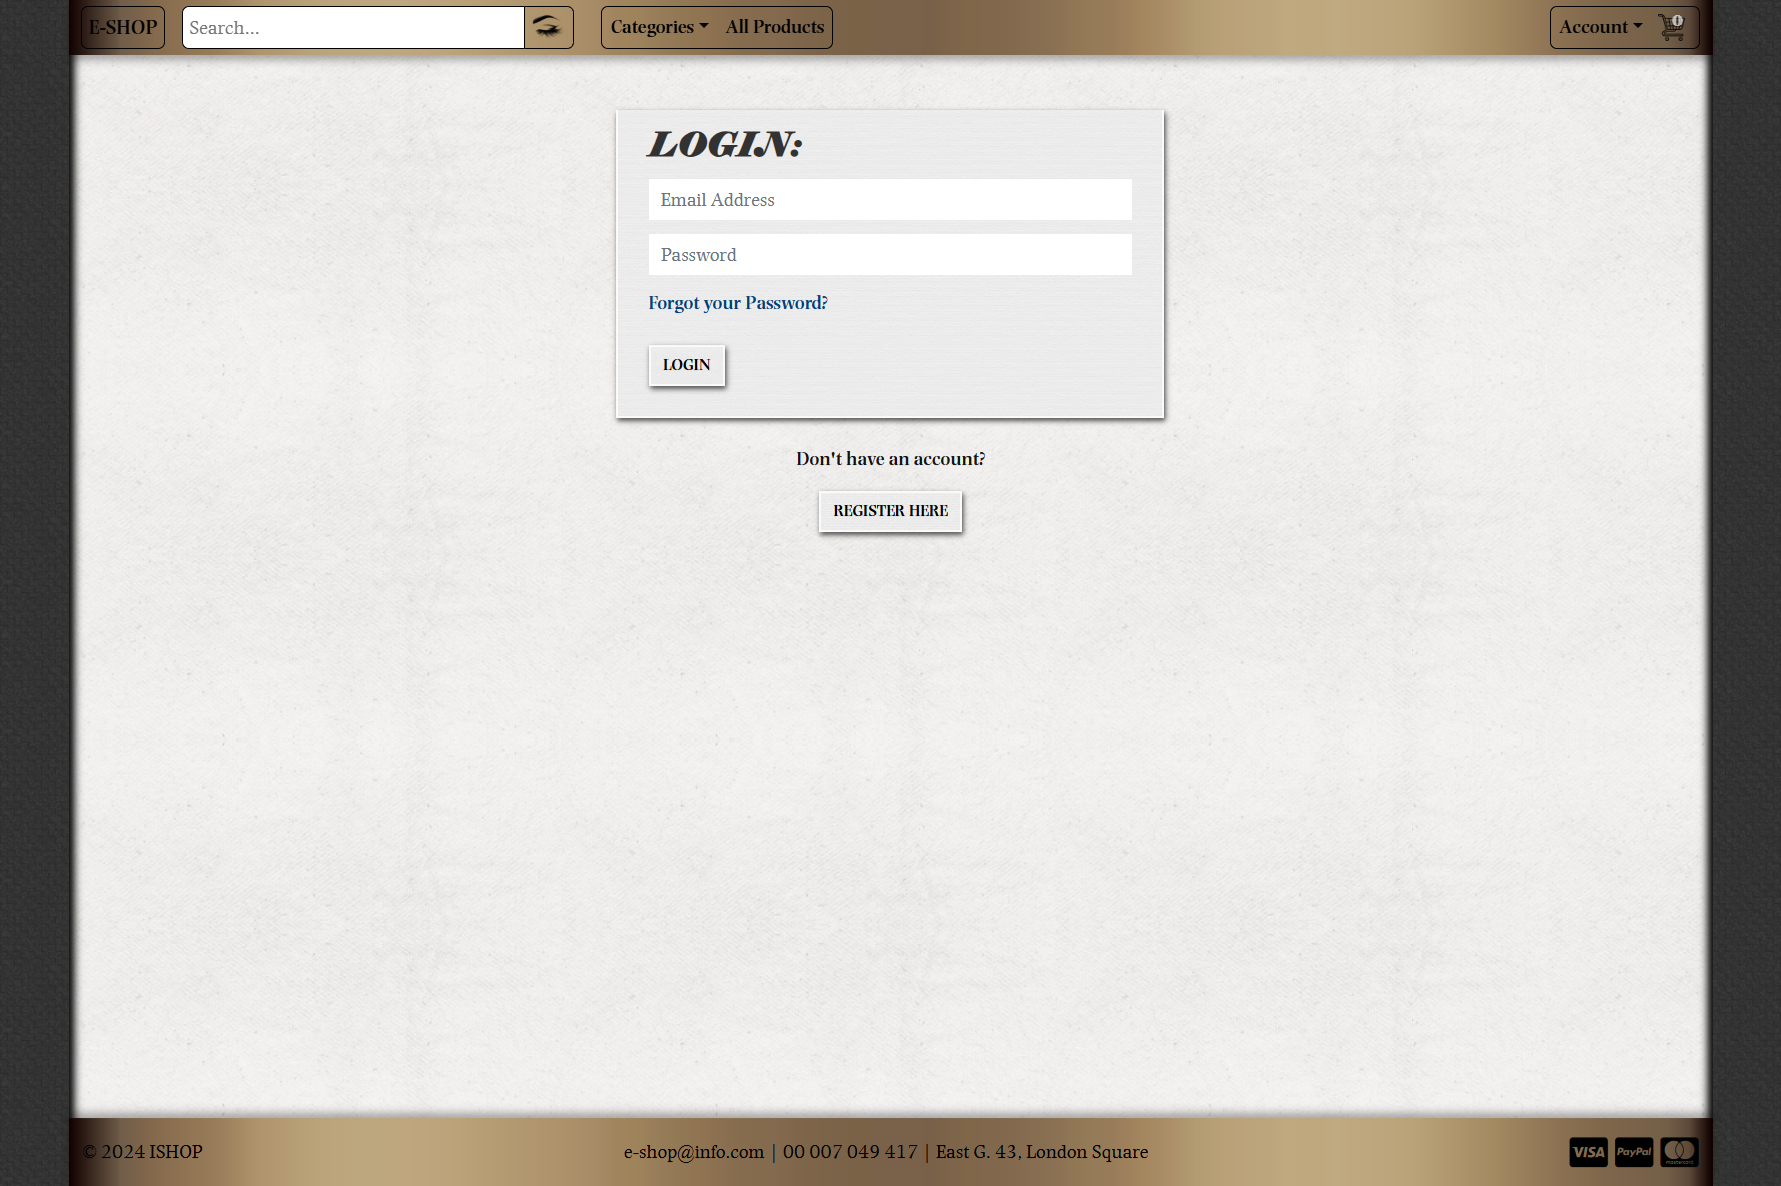 E-SHOP Search... Categories All Products Account
LOGIN:
Email Address
Password
Forgot your Password?
LOGIN
Don't have an account?
REGISTER HERE
© 2024 ISHOP e-shop@info.com | 00 007 049 417 | East G. 43, London Square VISA PayPal mastercard